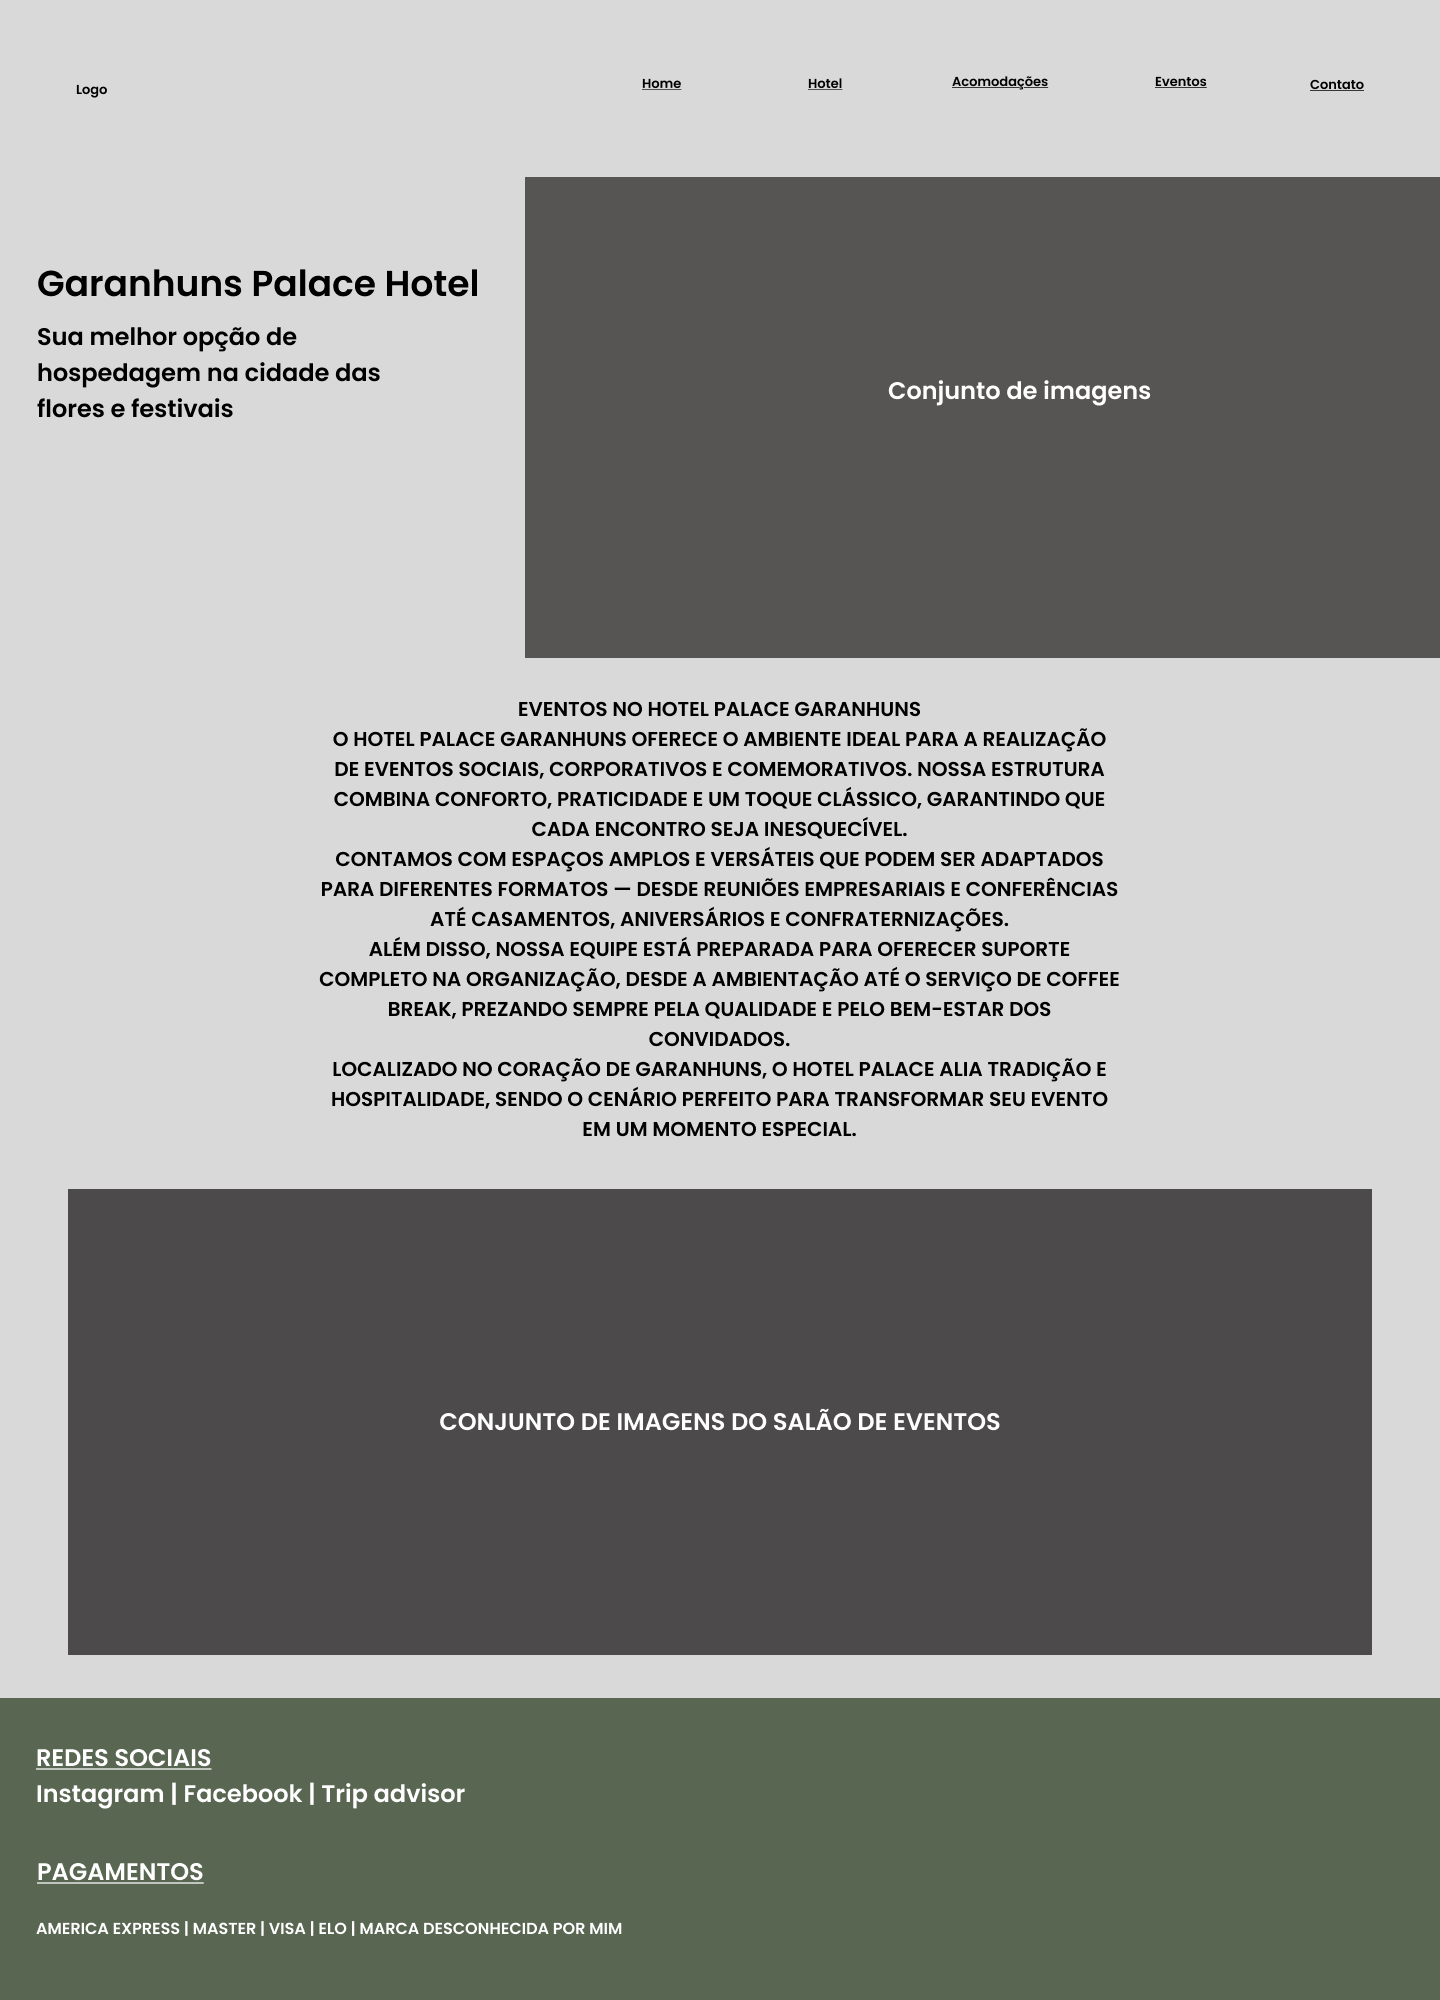 Logo
Home
Hotel
Acomodações
Eventos
Contato
Garanhuns Palace Hotel
Sua melhor opção de
hospedagem na cidade das
flores e festivais
Conjunto de imagens
EVENTOS NO HOTEL PALACE GARANHUNS
O HOTEL PALACE GARANHUNS OFERECE O AMBIENTE IDEAL PARA A REALIZAÇÃO
DE EVENTOS SOCIAIS, CORPORATIVOS E COMEMORATIVOS. NOSSA ESTRUTURA
COMBINA CONFORTO, PRATICIDADE E UM TOQUE CLÁSSICO, GARANTINDO QUE
CADA ENCONTRO SEJA INESQUECÍVEL.
CONTAMOS COM ESPAÇOS AMPLOS E VERSÁTEIS QUE PODEM SER ADAPTADOS
PARA DIFERENTES FORMATOS — DESDE REUNIÕES EMPRESARIAIS E CONFERÊNCIAS
ATÉ CASAMENTOS, ANIVERSÁRIOS E CONFRATERNIZAÇÕES.
ALÉM DISSO, NOSSA EQUIPE ESTÁ PREPARADA PARA OFERECER SUPORTE
COMPLETO NA ORGANIZAÇÃO, DESDE A AMBIENTAÇÃO ATÉ O SERVIÇO DE COFFEE
BREAK, PREZANDO SEMPRE PELA QUALIDADE E PELO BEM-ESTAR DOS
CONVIDADOS.
LOCALIZADO NO CORAÇÃO DE GARANHUNS, O HOTEL PALACE ALIA TRADIÇÃO E
HOSPITALIDADE, SENDO O CENÁRIO PERFEITO PARA TRANSFORMAR SEU EVENTO
EM UM MOMENTO ESPECIAL.
CONJUNTO DE IMAGENS DO SALÃO DE EVENTOS
REDES SOCIAIS
Instagram | Facebook | Trip advisor
PAGAMENTOS
AMERICA EXPRESS | MASTER | VISA | ELO | MARCA DESCONHECIDA POR MIM